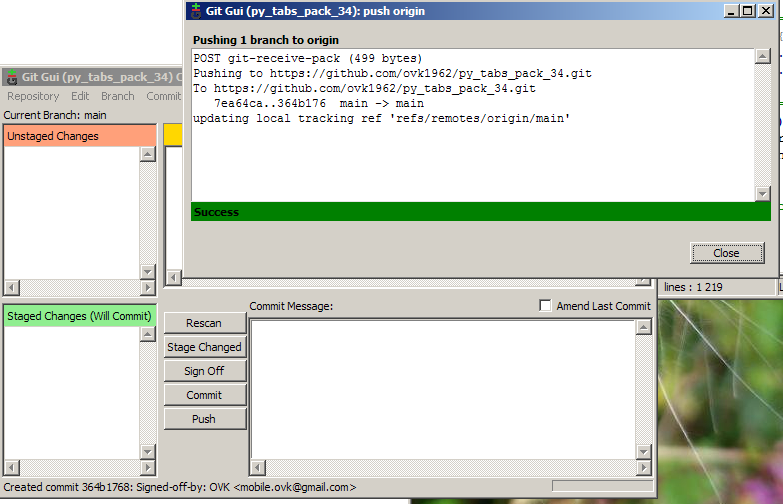 Git Gui (py_tabs_pack_34): push origin
Pushing 1 branch to origin
POST git-receive-pack (499 bytes)
Pushing to https://github.com/ovk1962/py_tabs_pack_34.git
To https://github.com/ovk1962/py_tabs_pack_34.git
7ea64ca..364b176 main -> main
updating local tracking ref 'refs/remotes/origin/main'
Success
Close
Git Gui (py_tabs_pack_34)
Repository Edit Branch Commit
Current Branch: main
Unstaged Changes
Staged Changes (Will Commit)
Rescan
Stage Changed
Sign Off
Commit
Push
Commit Message:
Amend Last Commit
lines : 1 219
Created commit 364b1768: Signed-off-by: OVK <mobile.ovk@gmail.com>